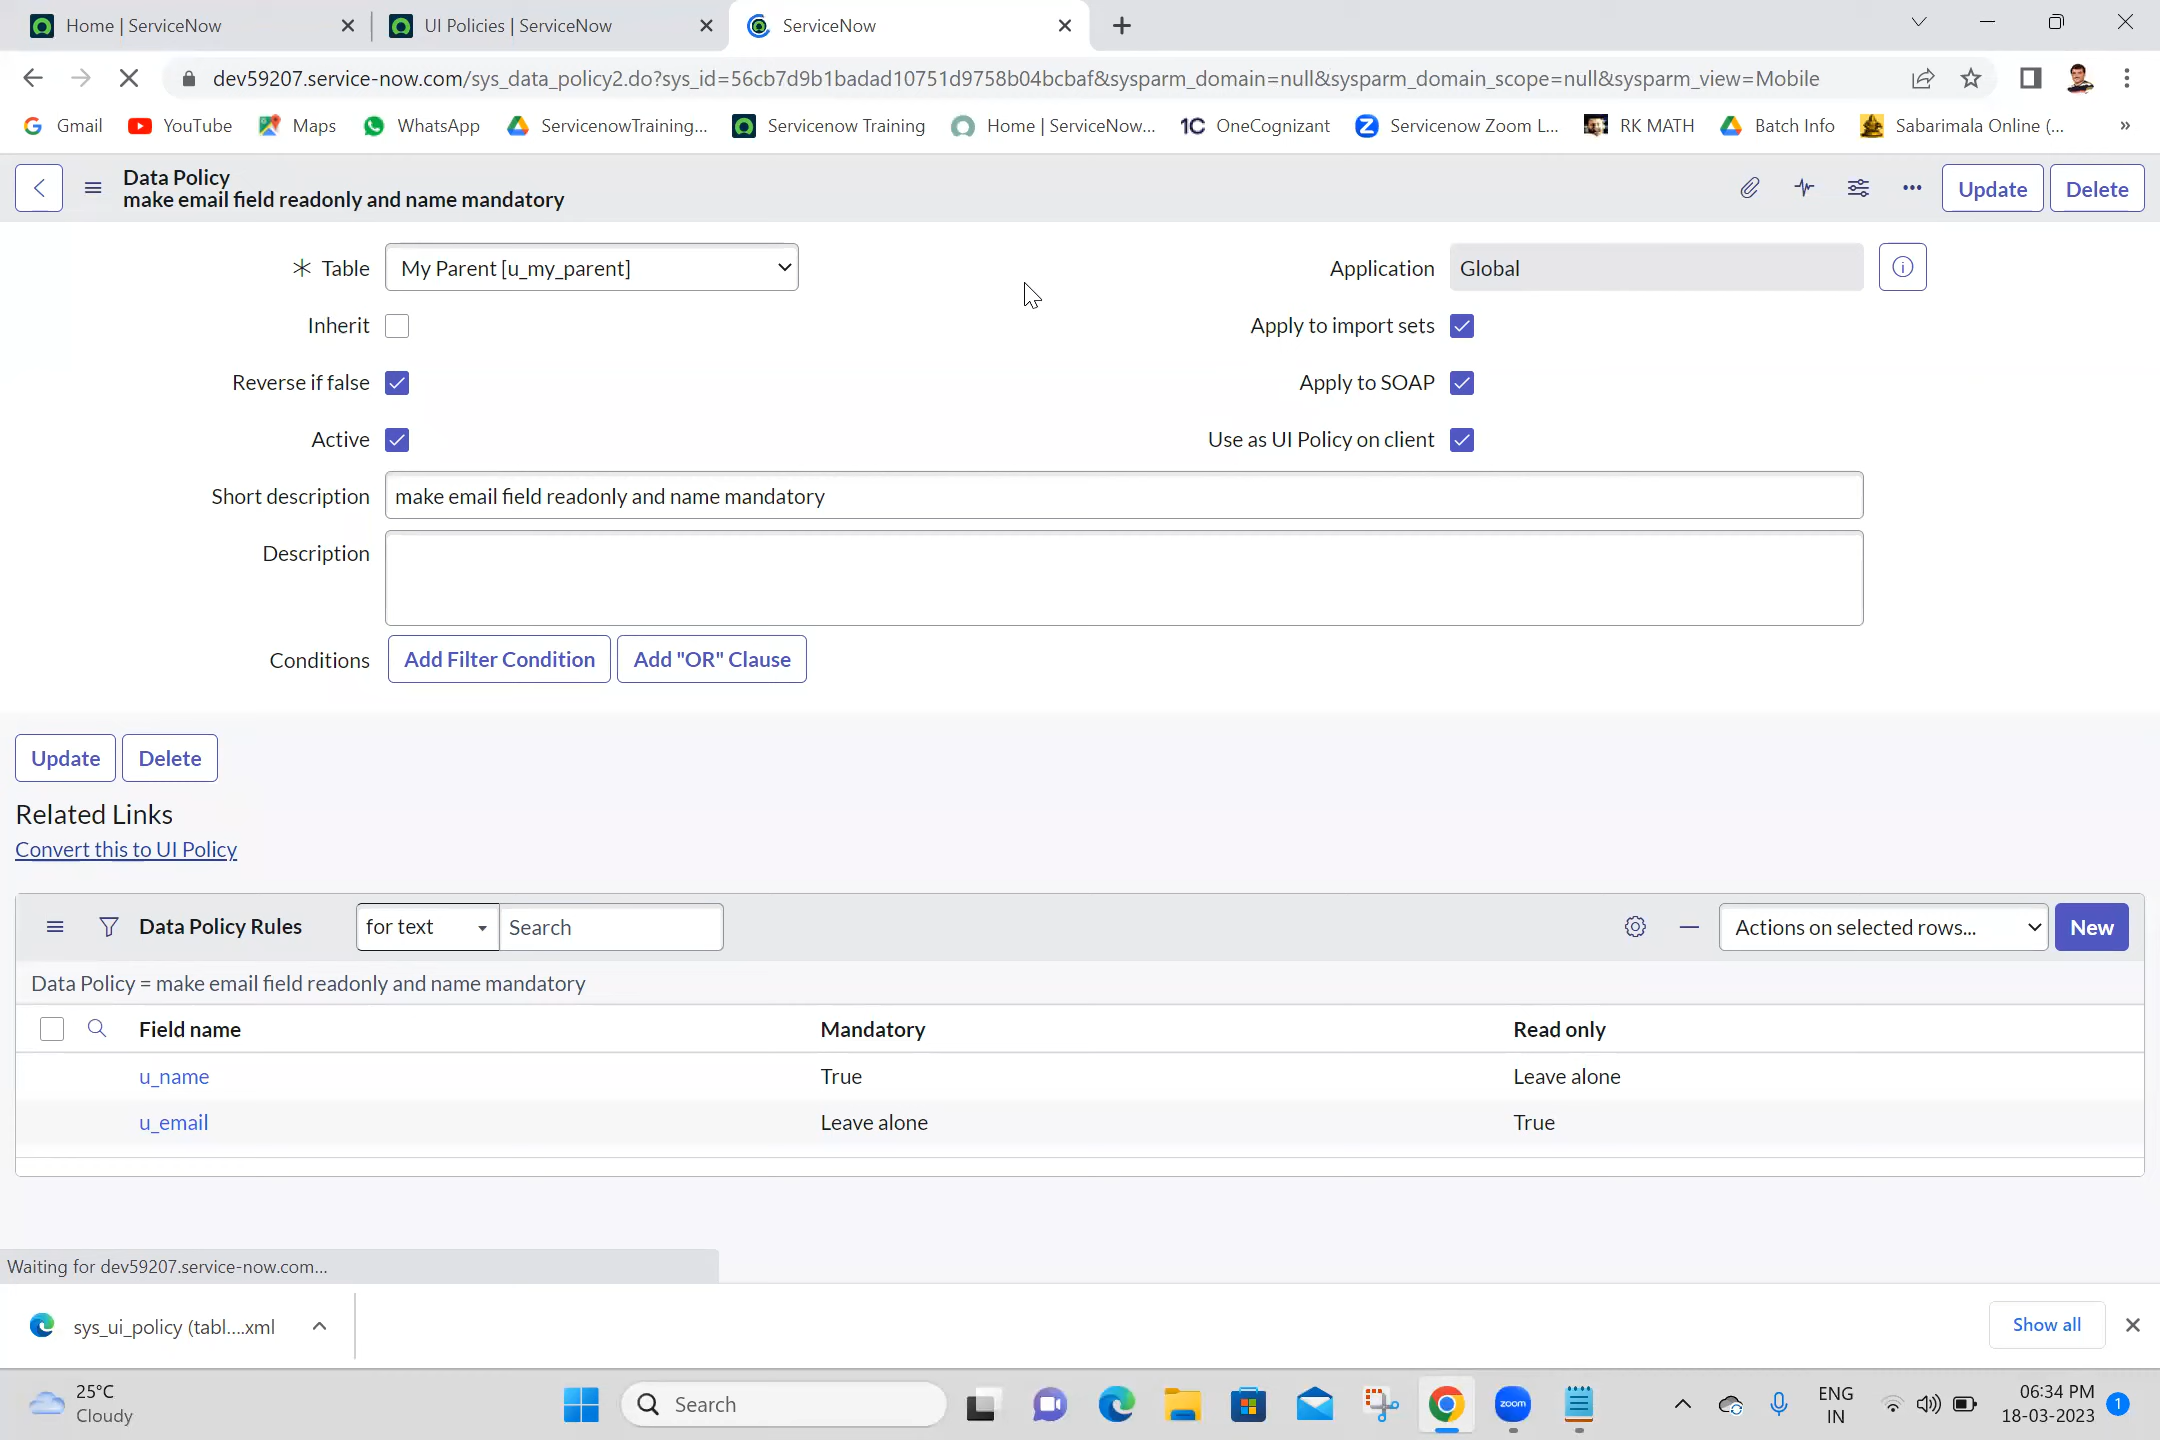 Home | ServiceNow
UI Policies | ServiceNow
ServiceNow
dev59207.service-now.com/sys_data_policy2.do?sys_id=56cb7d9b1badad10751d9758b04bcbaf&sysparm_domain=null&sysparm_domain_scope=null&sysparm_view=Mobile
Gmail YouTube Maps WhatsApp ServicenowTraining... Servicenow Training Home | ServiceNow... 1C OneCognizant Servicenow Zoom L... RK MATH Batch Info Sabarimala Online (... »
Data Policy
make email field readonly and name mandatory
Update Delete
Table My Parent [u_my_parent]
Application Global
Inherit
Apply to import sets
Reverse if false
Apply to SOAP
Active
Use as UI Policy on client
Short description make email field readonly and name mandatory
Description
Conditions Add Filter Condition Add "OR" Clause
Update Delete
Related Links
Convert this to UI Policy
Data Policy Rules for text Search Actions on selected rows... New
Data Policy = make email field readonly and name mandatory
Field name Mandatory Read only
u_name True Leave alone
u_email Leave alone True
Waiting for dev59207.service-now.com...
sys_ui_policy (tabl....xml
Show all
25°C
Cloudy
Search
zoom
ENG
IN
06:34 PM
18-03-2023
1